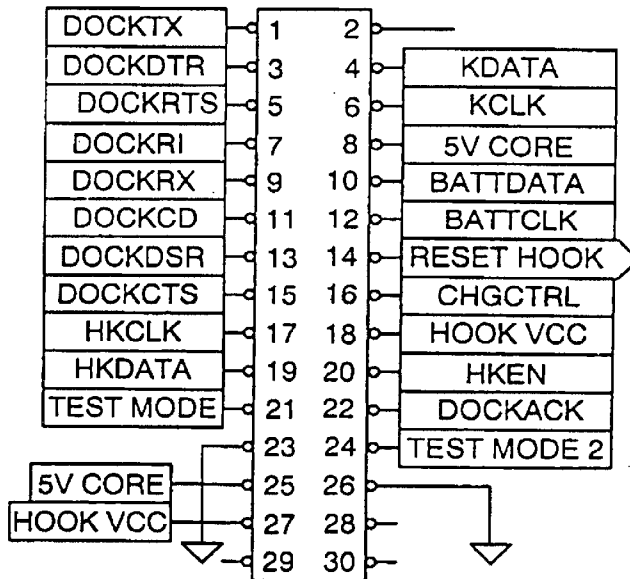 DOCKTX 1 2
DOCKDTR 3 4 KDATA
DOCKRTS 5 6 KCLK
DOCKRI 7 8 5V CORE
DOCKRX 9 10 BATTDATA
DOCKCD 11 12 BATTCLK
DOCKDSR 13 14 RESET HOOK
DOCKCTS 15 16 CHGCTRL
HKCLK 17 18 HOOK VCC
HKDATA 19 20 HKEN
TEST MODE 21 22 DOCKACK
23 24 TEST MODE 2
5V CORE 25 26
HOOK VCC 27 28
29 30